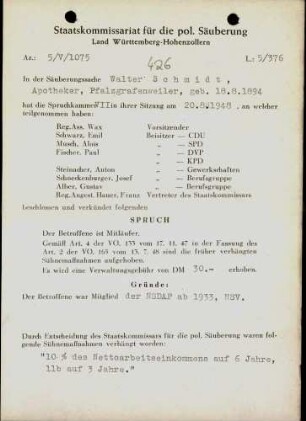 Staatskommissariat für die pol. Säuberung
Land Württemberg-Hohenzollern
Az.: 5/V/1075
L: 5/376
426
In der Säuberungssache Walter Schmidt,
Apotheker, Pfalzgrafenweiler, geb. 18.8.1894
hat die Spruchkammer VII in ihrer Sitzung am 20.8.1948, an welcher
teilgenommen haben:
Reg.Ass. Wax Vorsitzender
Schwarz, Emil Beisitzer — CDU
Musch, Alois „ — SPD
Fischer, Paul „ — DVP
„ — KPD
Steinacher, Anton „ — Gewerkschaften
Schneckenburger, Josef „ — Berufsgruppe
Alber, Gustav „ — Berufsgruppe
Reg.Angest. Hauer, Franz Vertreter des Staatskommissars
beschlossen und verkündet folgenden
SPRUCH
Der Betroffene ist Mitläufer.
Gemäß Art. 4 der VO. 133 vom 17. 11. 47 in der Fassung des
Art. 2 der VO. 165 vom 13. 7. 48 sind die früher verhängten
Sühnemaßnahmen aufgehoben.
Es wird eine Verwaltungsgebühr von DM 30.- erhoben.
Gründe:
Der Betroffene war Mitglied der NSDAP ab 1933, NSV.
Durch Entscheidung des Staatskommissars für die pol. Säuberung waren fol-
gende Sühnemaßnahmen verhängt worden:
"10 % des Nettoarbeitseinkommens auf 6 Jahre,
11b auf 3 Jahre."